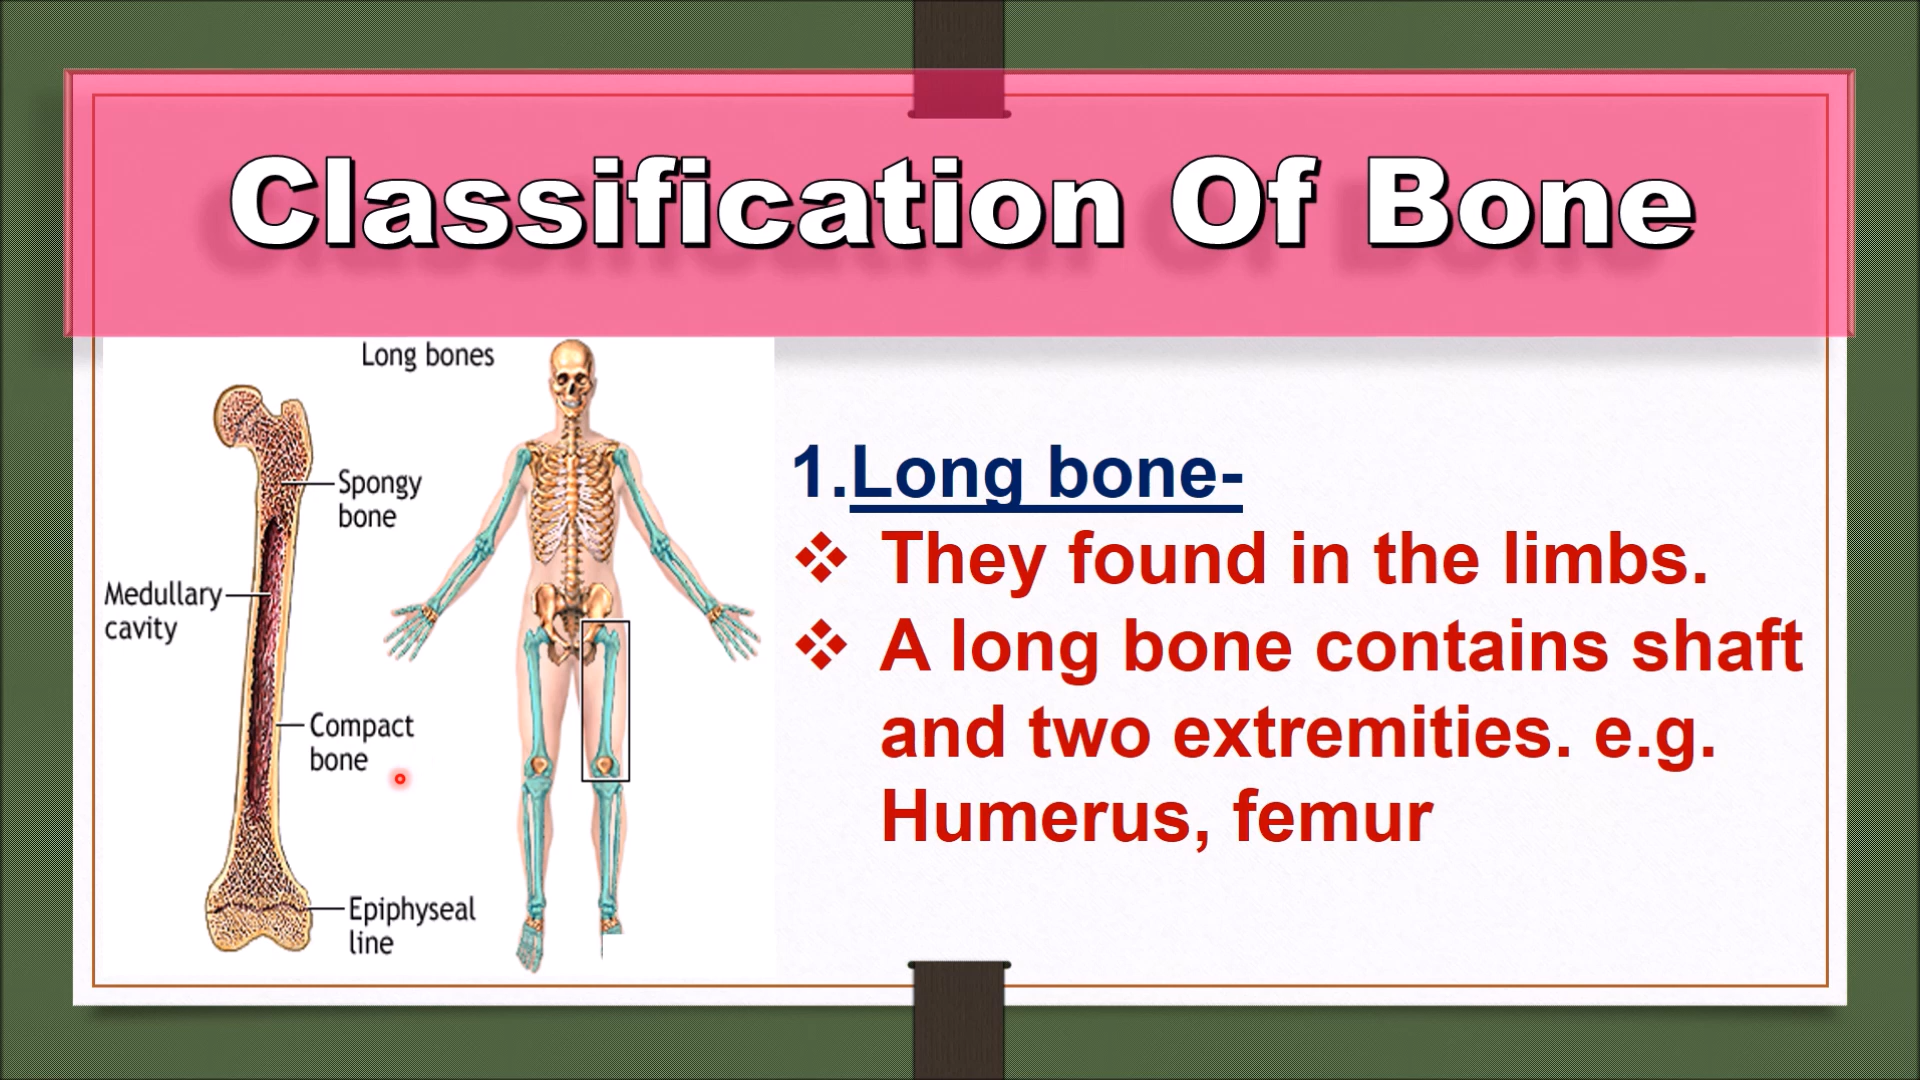 Classification Of Bone
Long bones
Spongy
bone
Medullary
cavity
Compact
bone
Epiphyseal
line
1.Long bone-
❖ They found in the limbs.
❖ A long bone contains shaft
and two extremities. e.g.
Humerus, femur